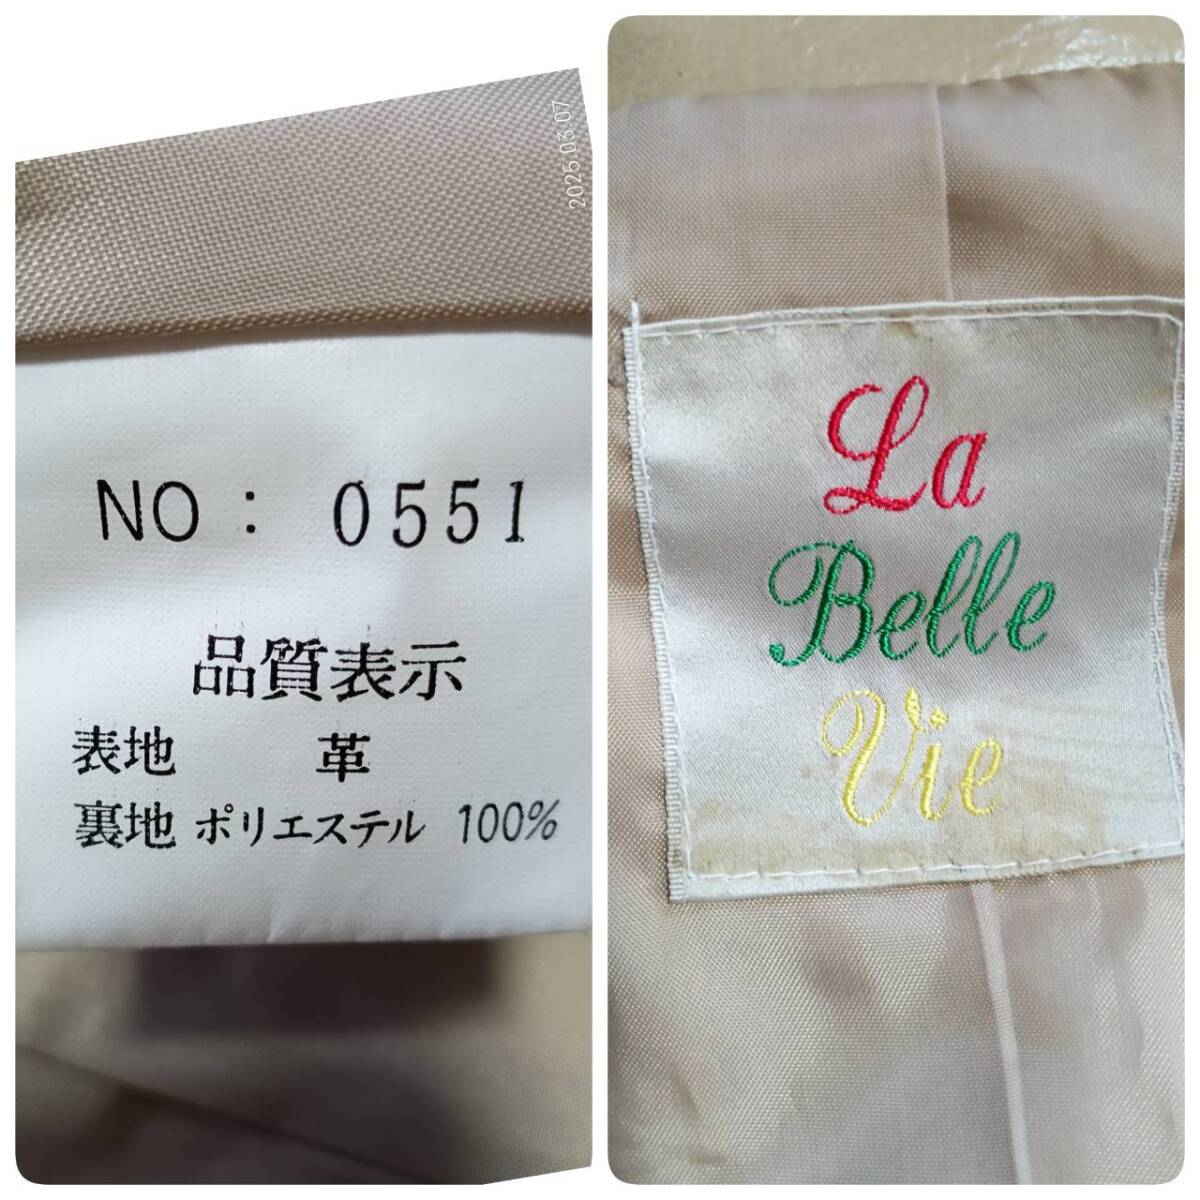 2025.03.07
NO : 0551
品質表示
表地 革
裏地 ポリエステル 100%
La
Belle
Vie